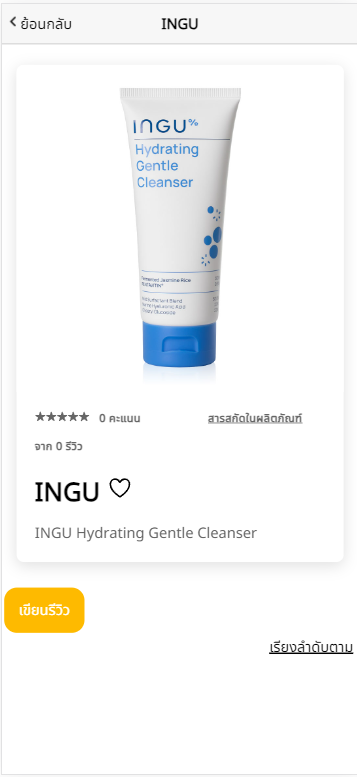 ย้อนกลับ INGU
INGU%
Hydrating
Gentle
Cleanser
Fermented Jasmine Rice
0 คะแนน สารสกัดในผลิตภัณฑ์
จาก 0 รีวิว
INGU
INGU Hydrating Gentle Cleanser
เขียนรีวิว
เรียงลำดับตาม